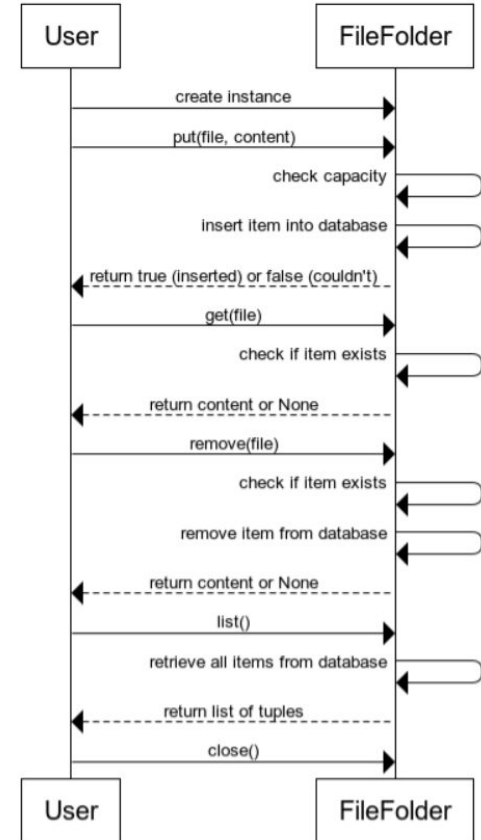 User
FileFolder
create instance
put(file, content)
check capacity
insert item into database
return true (inserted) or false (couldn't)
get(file)
check if item exists
return content or None
remove(file)
check if item exists
remove item from database
return content or None
list()
retrieve all items from database
return list of tuples
close()
User
FileFolder